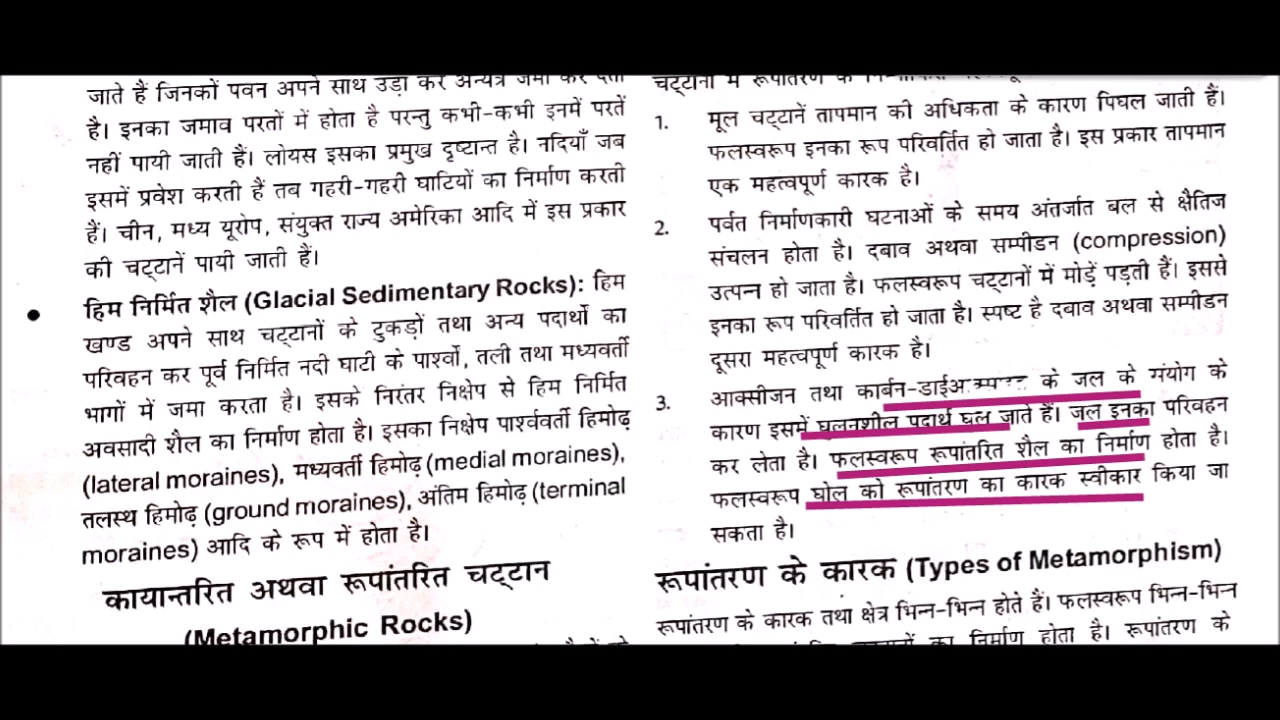 जाते हैं जिनकों पवन अपने साथ उड़ा कर अन्यत्र जमा कर देती
है। इनका जमाव परतों में होता है परन्तु कभी-कभी इनमें परतें
नहीं पायी जाती हैं। लोयस इसका प्रमुख दृष्टान्त है। नदियाँ जब
इसमें प्रवेश करती हैं तब गहरी-गहरी घाटियों का निर्माण करती
हैं। चीन, मध्य यूरोप, संयुक्त राज्य अमेरिका आदि में इस प्रकार
की चट्टानें पायी जाती हैं।
• हिम निर्मित शैल (Glacial Sedimentary Rocks): हिम
खण्ड अपने साथ चट्टानों के टुकड़ों तथा अन्य पदार्थो का
परिवहन कर पूर्व निर्मित नदी घाटी के पार्श्वो, तली तथा मध्यवर्ती
भागों में जमा करता है। इसके निरंतर निक्षेप से हिम निर्मित
अवसादी शैल का निर्माण होता है। इसका निक्षेप पार्श्ववर्ती हिमोढ़
(lateral moraines), मध्यवर्ती हिमोढ़ (medial moraines),
तलस्थ हिमोढ़ (ground moraines), अंतिम हिमोढ़ (terminal
moraines) आदि के रूप में होता है।
कायान्तरित अथवा रूपांतरित चट्टान
(Metamorphic Rocks)
चट्टानों में रूपांतरण के
1. मूल चट्टानें तापमान की अधिकता के कारण पिघल जाती हैं।
फलस्वरूप इनका रूप परिवर्तित हो जाता है। इस प्रकार तापमान
एक महत्वपूर्ण कारक है।
2. पर्वत निर्माणकारी घटनाओं के समय अंतर्जात बल से क्षैतिज
संचलन होता है। दबाव अथवा सम्पीडन (compression)
उत्पन्न हो जाता है। फलस्वरूप चट्टानों में मोड़ें पड़ती हैं। इससे
इनका रूप परिवर्तित हो जाता है। स्पष्ट है दबाव अथवा सम्पीडन
दूसरा महत्वपूर्ण कारक है।
3. आक्सीजन तथा कार्बन-डाईआक्साइड के जल के संयोग के
कारण इसमें घुलनशील पदार्थ घुल जाते हैं। जल इनका परिवहन
कर लेता है। फलस्वरूप रूपांतरित शैल का निर्माण होता है।
फलस्वरूप घोल को रूपांतरण का कारक स्वीकार किया जा
सकता है।
रूपांतरण के कारक (Types of Metamorphism)
रूपांतरण के कारक तथा क्षेत्र भिन्न-भिन्न होते हैं। फलस्वरूप भिन्न-भिन्न
का निर्माण होता है। रूपांतरण के